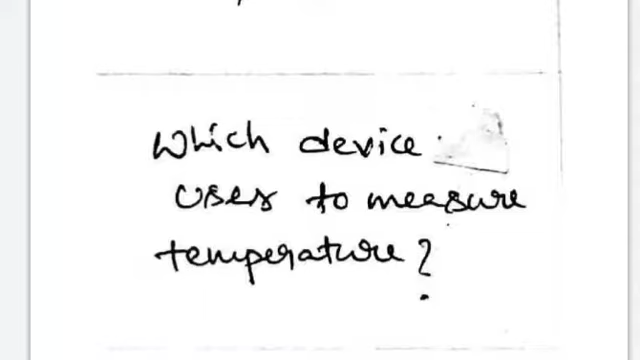 Which device
uses to measure
temperature?